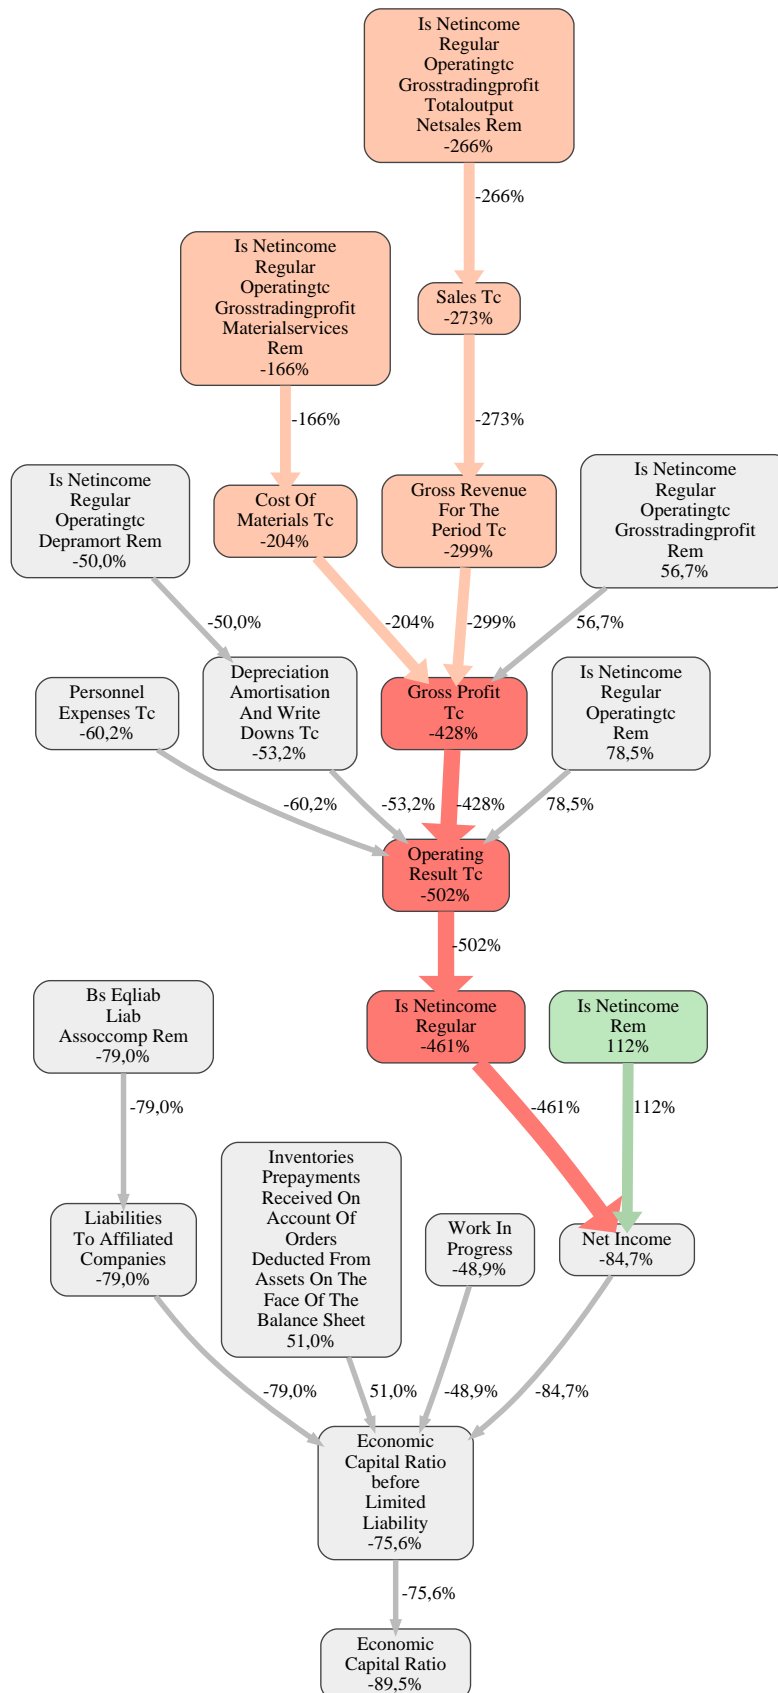 Is Netincome
Regular
Operatingtc
Grosstradingprofit
Totaloutput
Netsales Rem
-266%
-266%
Is Netincome
Regular
Operatingtc
Grosstradingprofit
Materialservices
Rem
-166%
Sales Tc
-273%
-166%
-273%
Is Netincome
Regular
Operatingtc
Depramort Rem
-50,0%
Cost Of
Materials Tc
-204%
Gross Revenue
For The
Period Tc
-299%
Is Netincome
Regular
Operatingtc
Grosstradingprofit
Rem
56,7%
-50,0%
-204%
-299%
56,7%
Personnel
Expenses Tc
-60,2%
Depreciation
Amortisation
And Write
Downs Tc
-53,2%
Gross Profit
Tc
-428%
Is Netincome
Regular
Operatingtc
Rem
78,5%
-60,2%
-53,2%
-428%
78,5%
Operating
Result Tc
-502%
-502%
Bs Eqliab
Liab
Assoccomp Rem
-79,0%
Is Netincome
Regular
-461%
Is Netincome
Rem
112%
-79,0%
-461%
112%
Liabilities
To Affiliated
Companies
-79,0%
Inventories
Prepayments
Received On
Account Of
Orders
Deducted From
Assets On The
Face Of The
Balance Sheet
51,0%
Work In
Progress
-48,9%
Net Income
-84,7%
-79,0%
51,0%
-48,9%
-84,7%
Economic
Capital Ratio
before
Limited
Liability
-75,6%
-75,6%
Economic
Capital Ratio
-89,5%